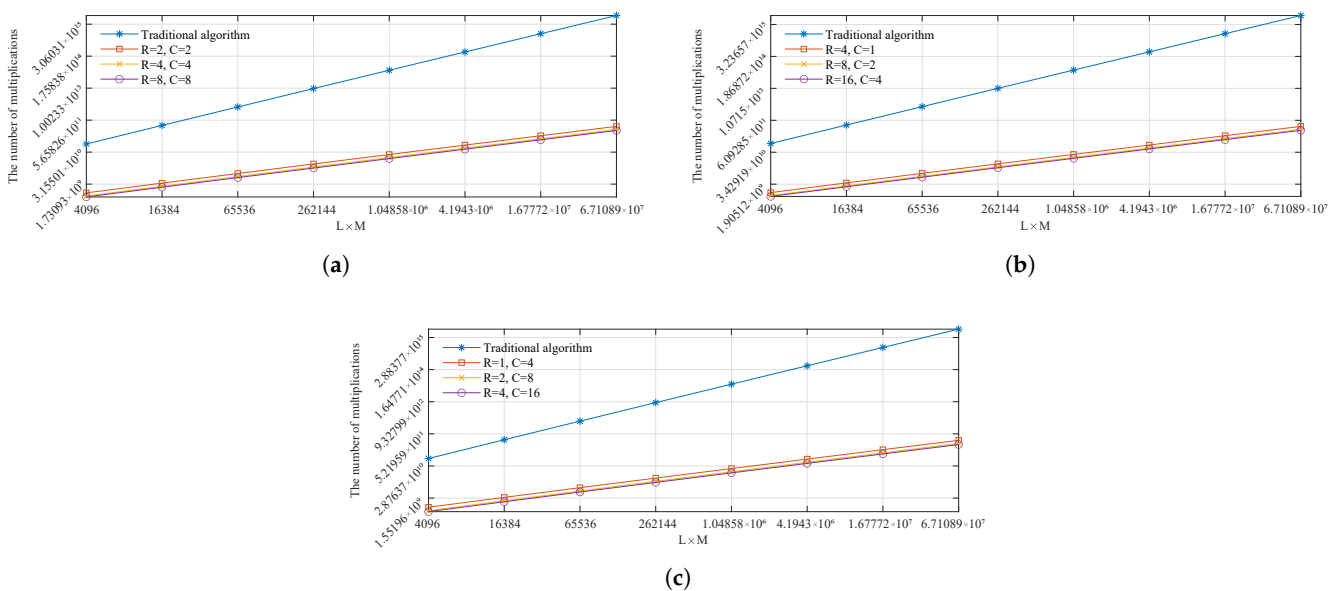 The number of multiplications
3.06031×10¹⁵
1.75838×10¹⁴
1.00233×10¹³
5.65826×10¹¹
3.15501×10¹⁰
1.73093×10⁹
Traditional algorithm
R=2, C=2
R=4, C=4
R=8, C=8
4096 16384 65536 262144 1.04858×10⁶ 4.1943×10⁶ 1.67772×10⁷ 6.71089×10⁷
L×M
(a)
The number of multiplications
3.23657×10¹⁵
1.86872×10¹⁴
1.0715×10¹³
6.09285×10¹¹
3.42919×10¹⁰
1.90512×10⁹
Traditional algorithm
R=4, C=1
R=8, C=2
R=16, C=4
4096 16384 65536 262144 1.04858×10⁶ 4.1943×10⁶ 1.67772×10⁷ 6.71089×10⁷
L×M
(b)
The number of multiplications
2.88377×10¹⁵
1.64771×10¹⁴
9.32799×10¹²
5.21959×10¹¹
2.87637×10¹⁰
1.55196×10⁹
Traditional algorithm
R=1, C=4
R=2, C=8
R=4, C=16
4096 16384 65536 262144 1.04858×10⁶ 4.1943×10⁶ 1.67772×10⁷ 6.71089×10⁷
L×M
(c)